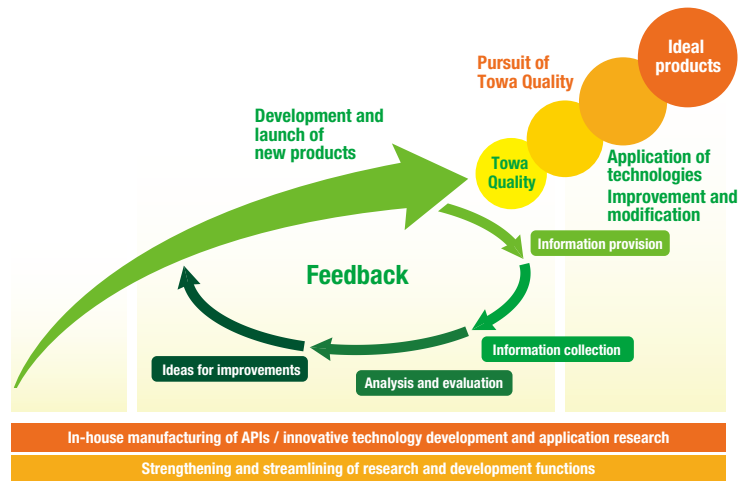 Ideal
products
Pursuit of
Towa Quality
Development and
launch of
new products
Towa
Quality
Application of
technologies
Improvement and
modification
Information provision
Feedback
Information collection
Ideas for improvements
Analysis and evaluation
In-house manufacturing of APIs / innovative technology development and application research
Strengthening and streamlining of research and development functions